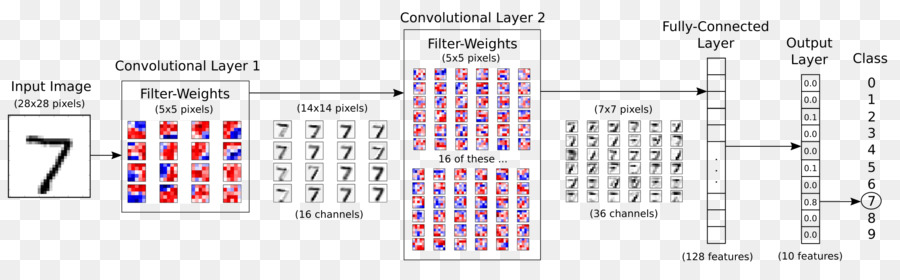 Input Image
(28x28 pixels)
Convolutional Layer 1
Filter-Weights
(5x5 pixels)
(14x14 pixels)
(16 channels)
Convolutional Layer 2
Filter-Weights
(5x5 pixels)
16 of these ...
(7x7 pixels)
(36 channels)
Fully-Connected
Layer
(128 features)
Output
Layer
0.0
0.0
0.1
0.0
0.0
0.1
0.0
0.8
0.0
0.0
(10 features)
Class
0
1
2
3
4
5
6
7
8
9